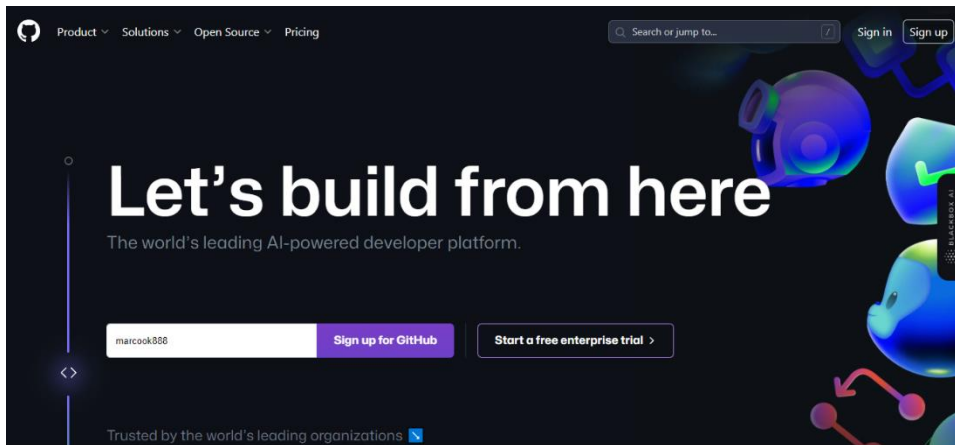 Product Solutions Open Source Pricing Search or jump to... / Sign in Sign up
Let's build from here
The world's leading AI-powered developer platform.
BLACKBOX AI
marcook888 Sign up for GitHub Start a free enterprise trial >
<>
Trusted by the world's leading organizations ↘